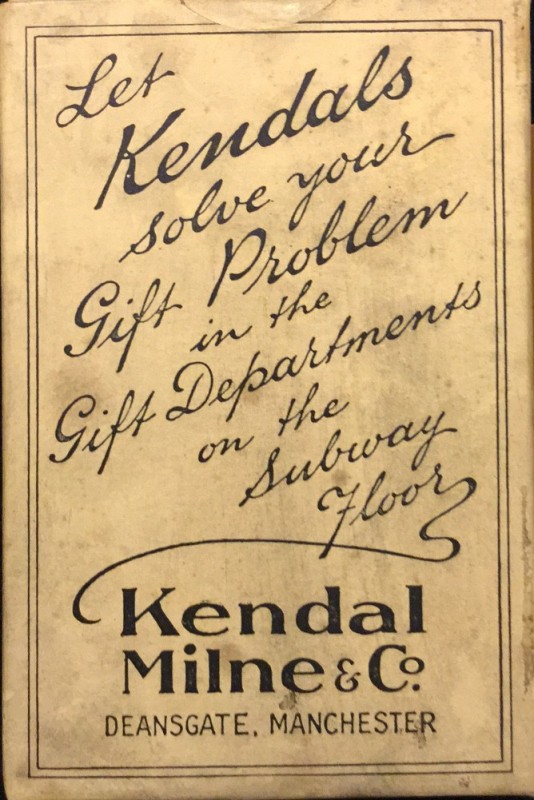 Let
Kendals
solve your
Gift Problem
in the
Gift Departments
on the
Subway
Floor
Kendal
Milne & Co.
DEANSGATE, MANCHESTER